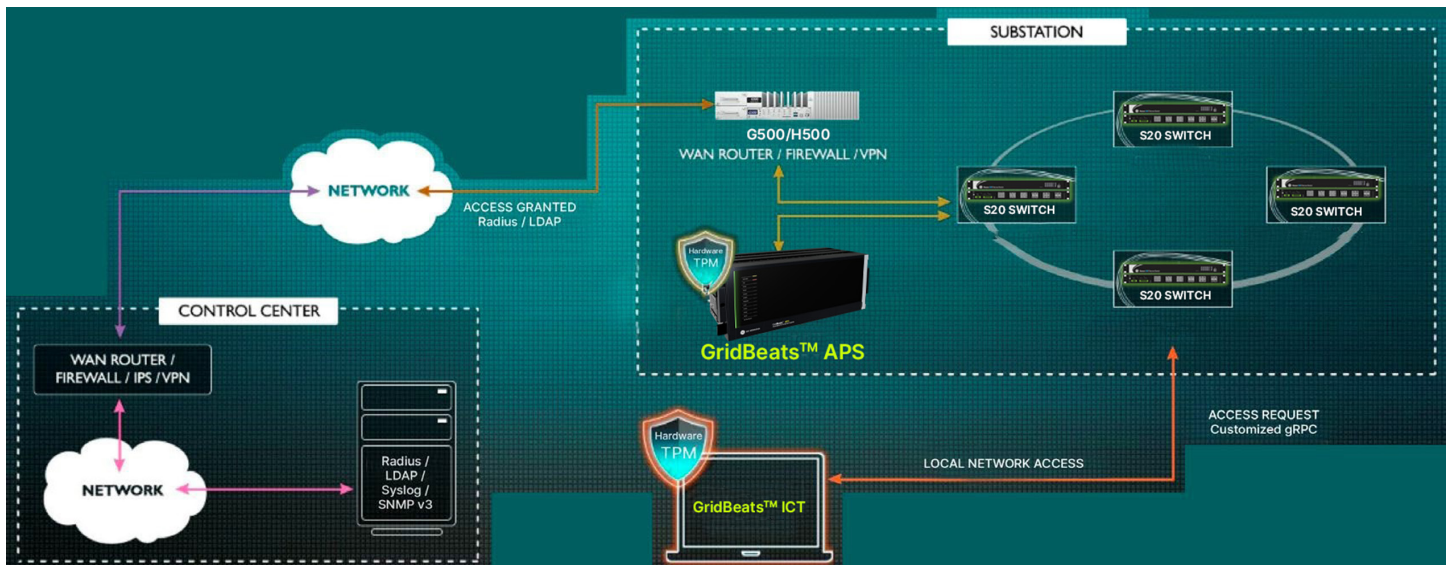 SUBSTATION
G500/H500
WAN ROUTER / FIREWALL / VPN
S20 SWITCH
S20 SWITCH
S20 SWITCH
S20 SWITCH
NETWORK
ACCESS GRANTED
Radius / LDAP
Hardware
TPM
GridBeats™ APS
CONTROL CENTER
WAN ROUTER /
FIREWALL / IPS / VPN
NETWORK
Radius /
LDAP /
Syslog /
SNMP v3
Hardware
TPM
GridBeats™ ICT
LOCAL NETWORK ACCESS
ACCESS REQUEST
Customized gRPC